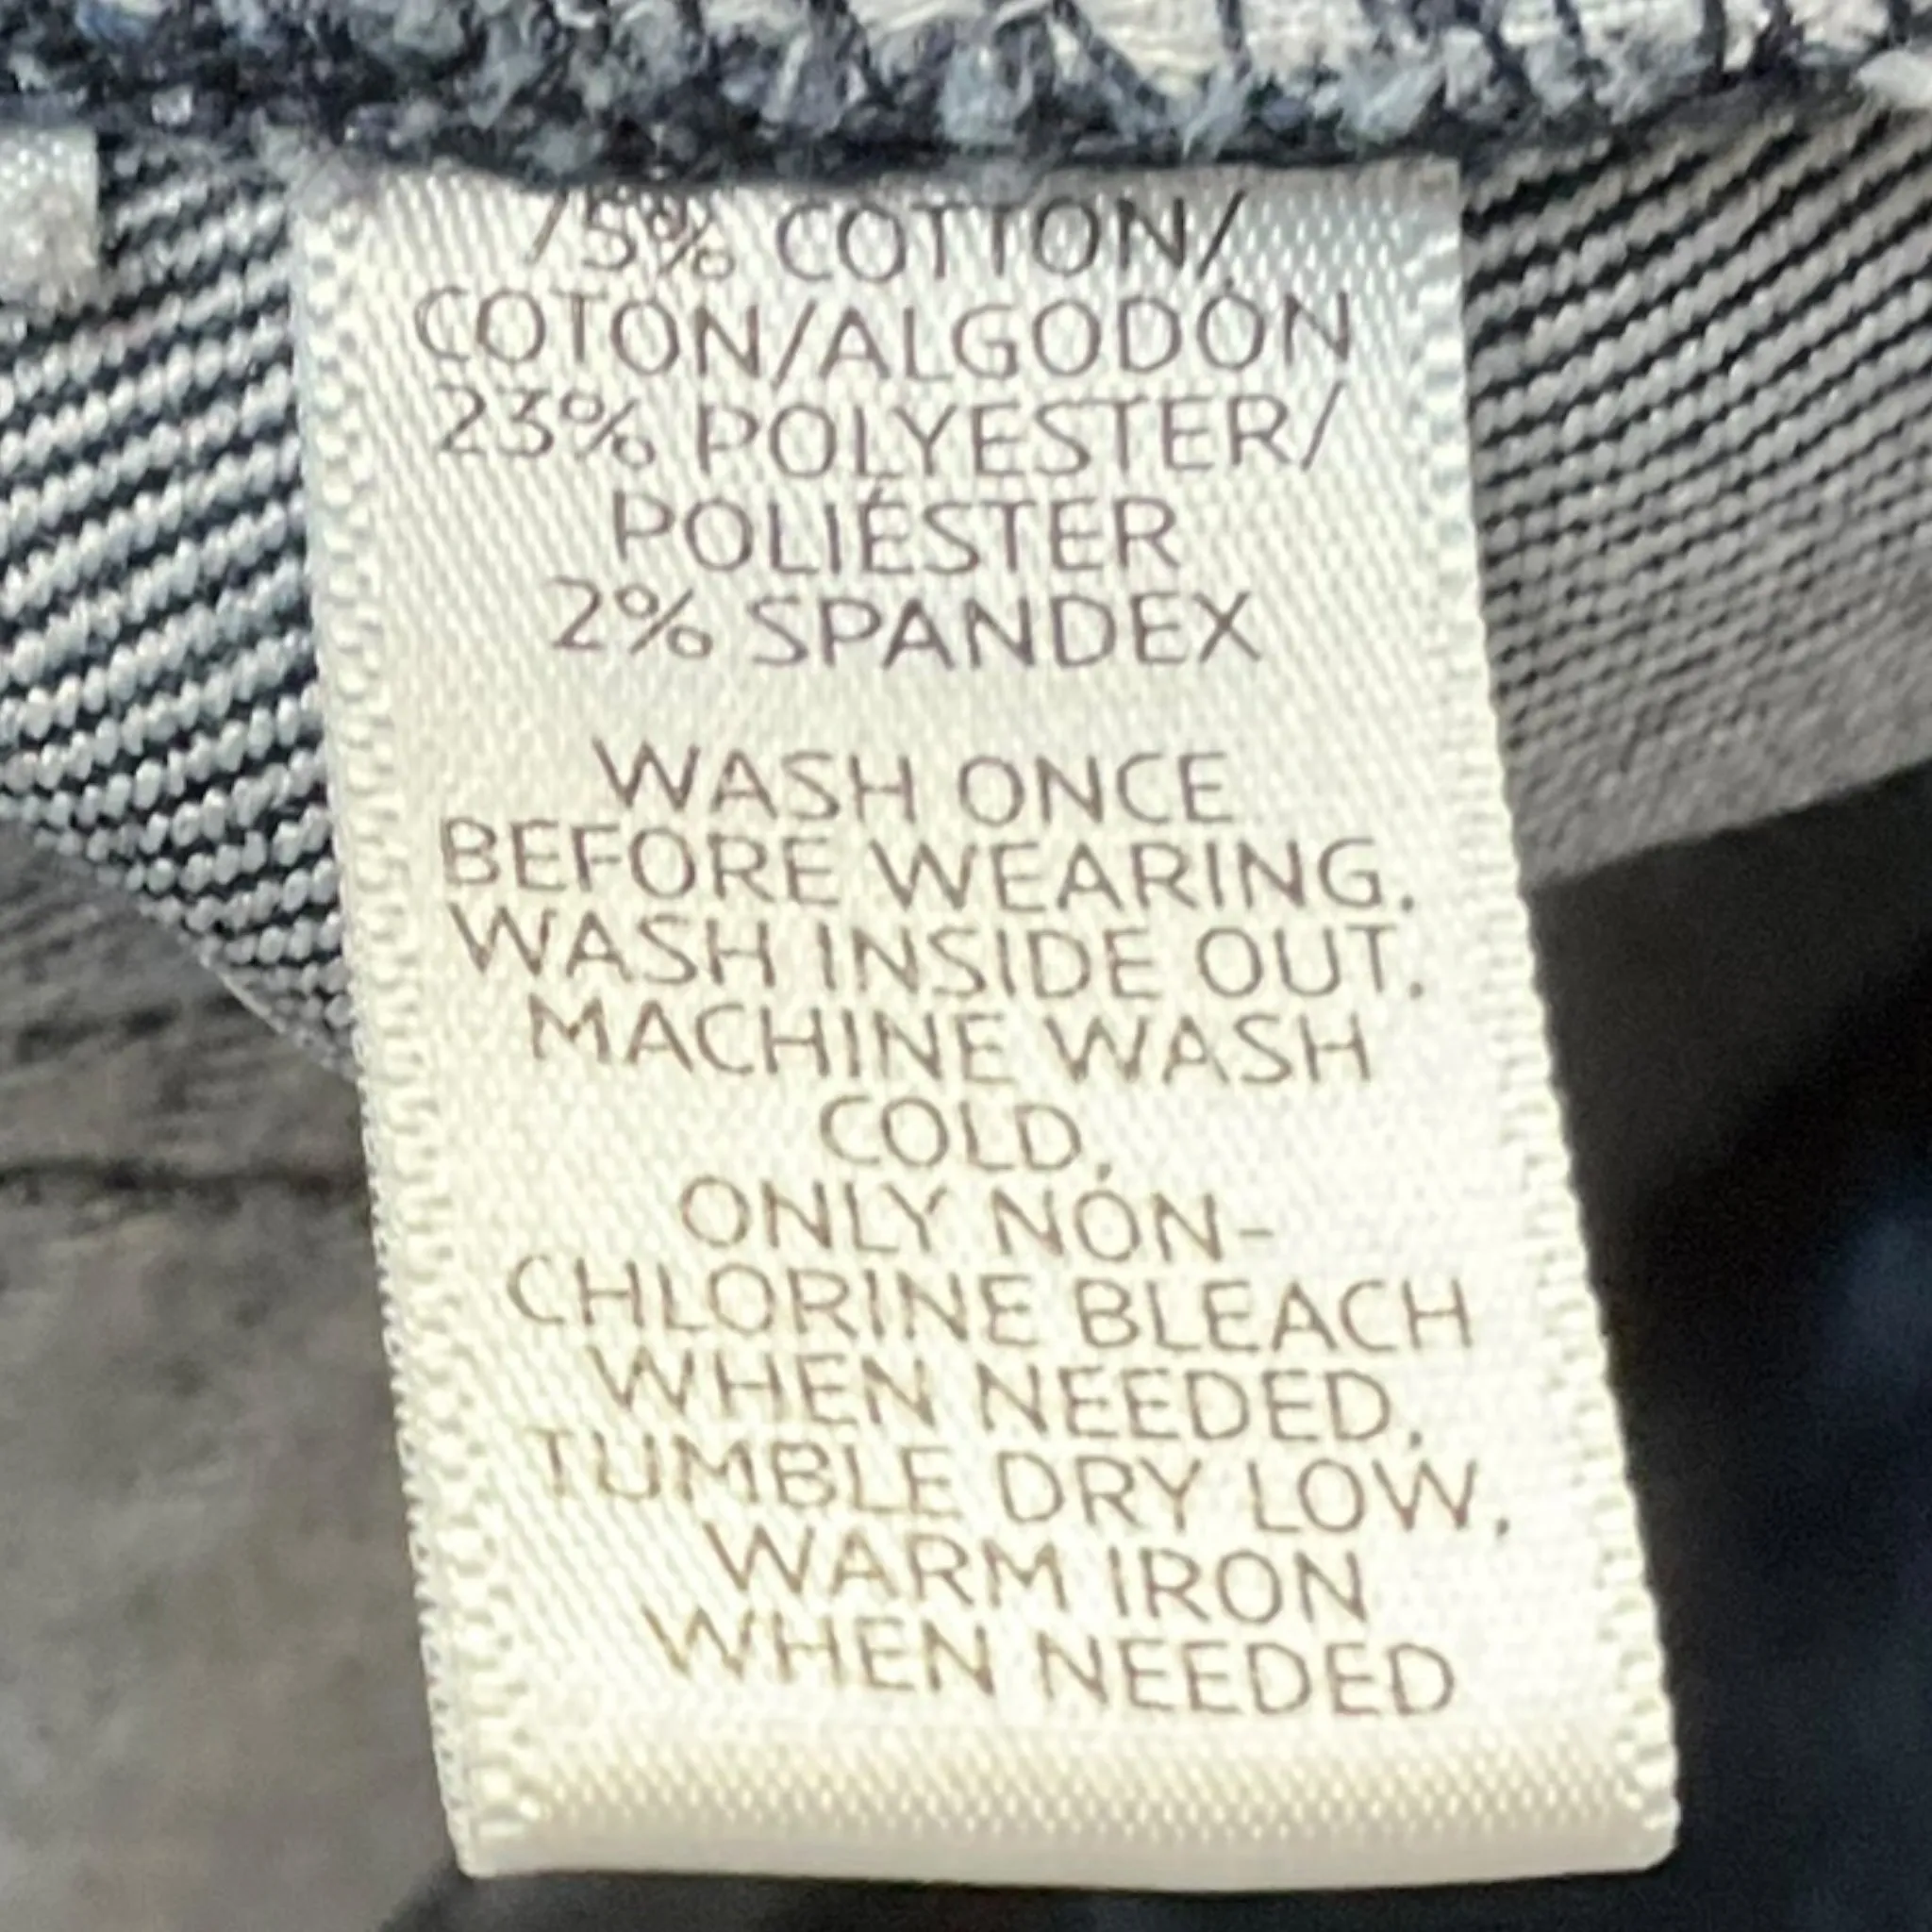 75% COTTON/
COTON/ALGODÓN
23% POLYESTER/
POLIÉSTER
2% SPANDEX
WASH ONCE
BEFORE WEARING.
WASH INSIDE OUT.
MACHINE WASH
COLD,
ONLY NON-
CHLORINE BLEACH
WHEN NEEDED,
TUMBLE DRY LOW,
WARM IRON
WHEN NEEDED